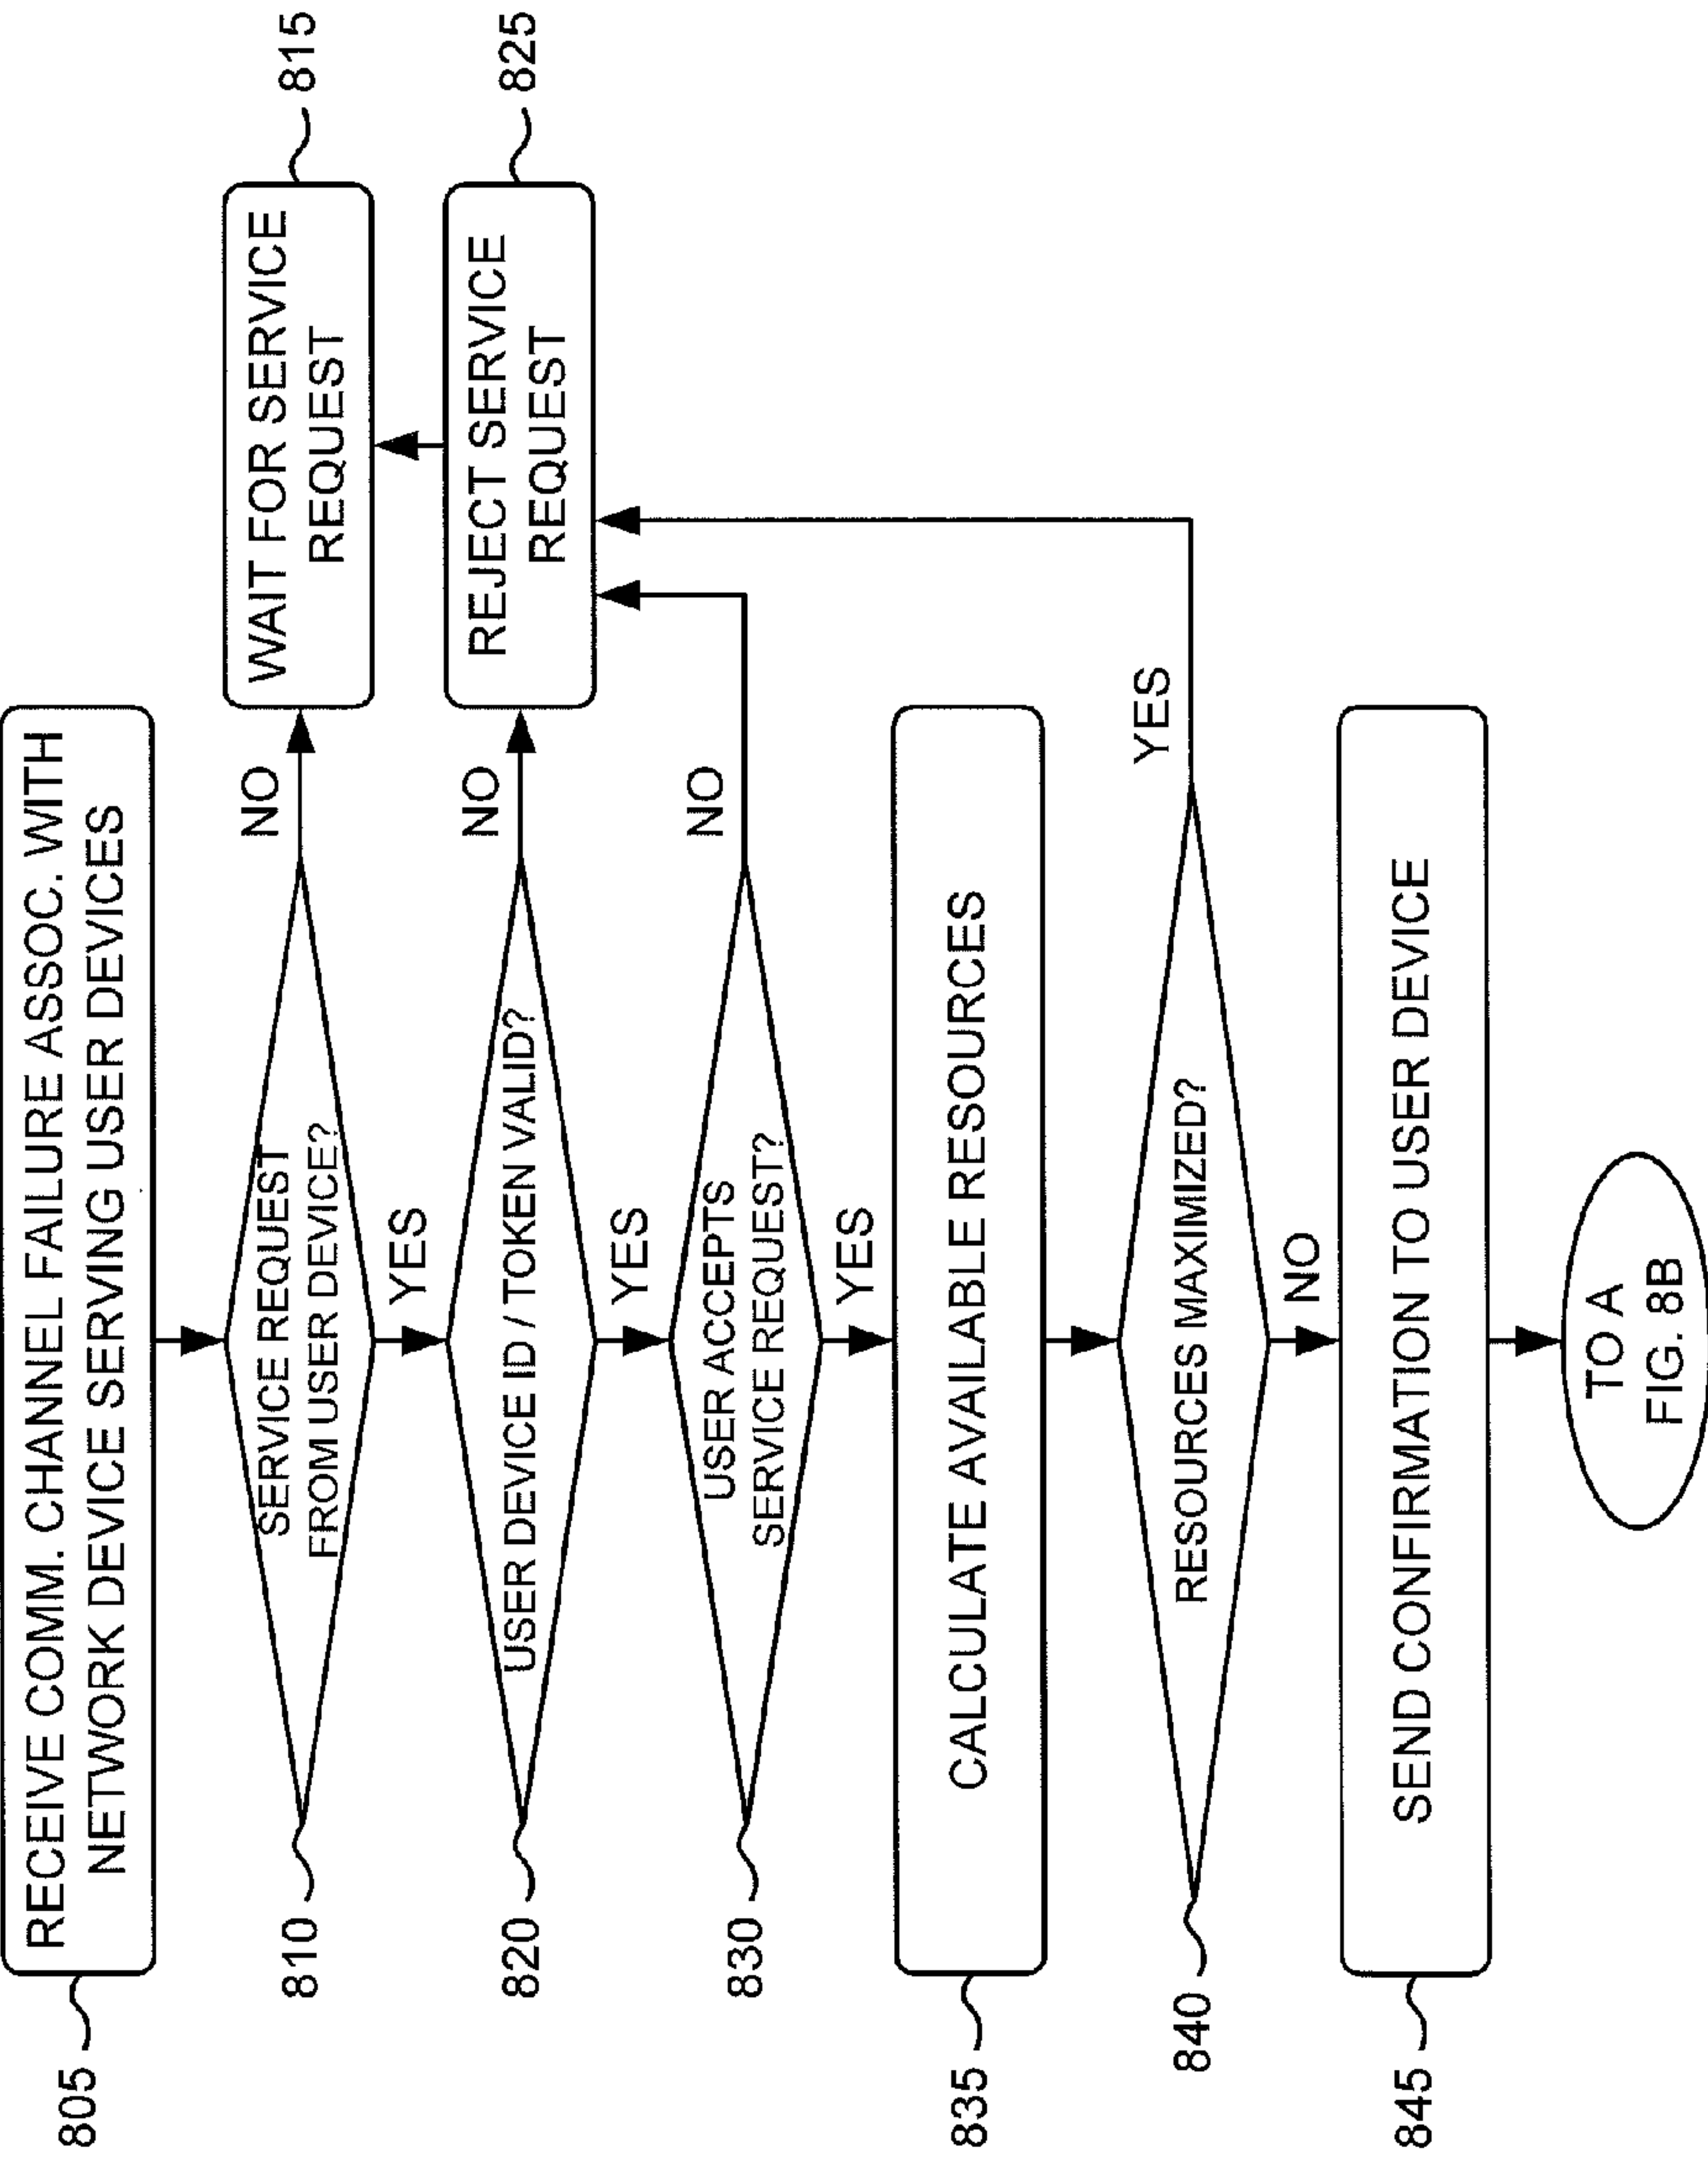 805
RECEIVE COMM. CHANNEL FAILURE ASSOC. WITH
NETWORK DEVICE SERVING USER DEVICES
810
SERVICE REQUEST
FROM USER DEVICE?
NO
WAIT FOR SERVICE
REQUEST
815
YES
820
USER DEVICE ID / TOKEN VALID?
NO
REJECT SERVICE
REQUEST
825
YES
830
USER ACCEPTS
SERVICE REQUEST?
NO
YES
835
CALCULATE AVAILABLE RESOURCES
840
RESOURCES MAXIMIZED?
YES
NO
845
SEND CONFIRMATION TO USER DEVICE
TO A
FIG. 8B